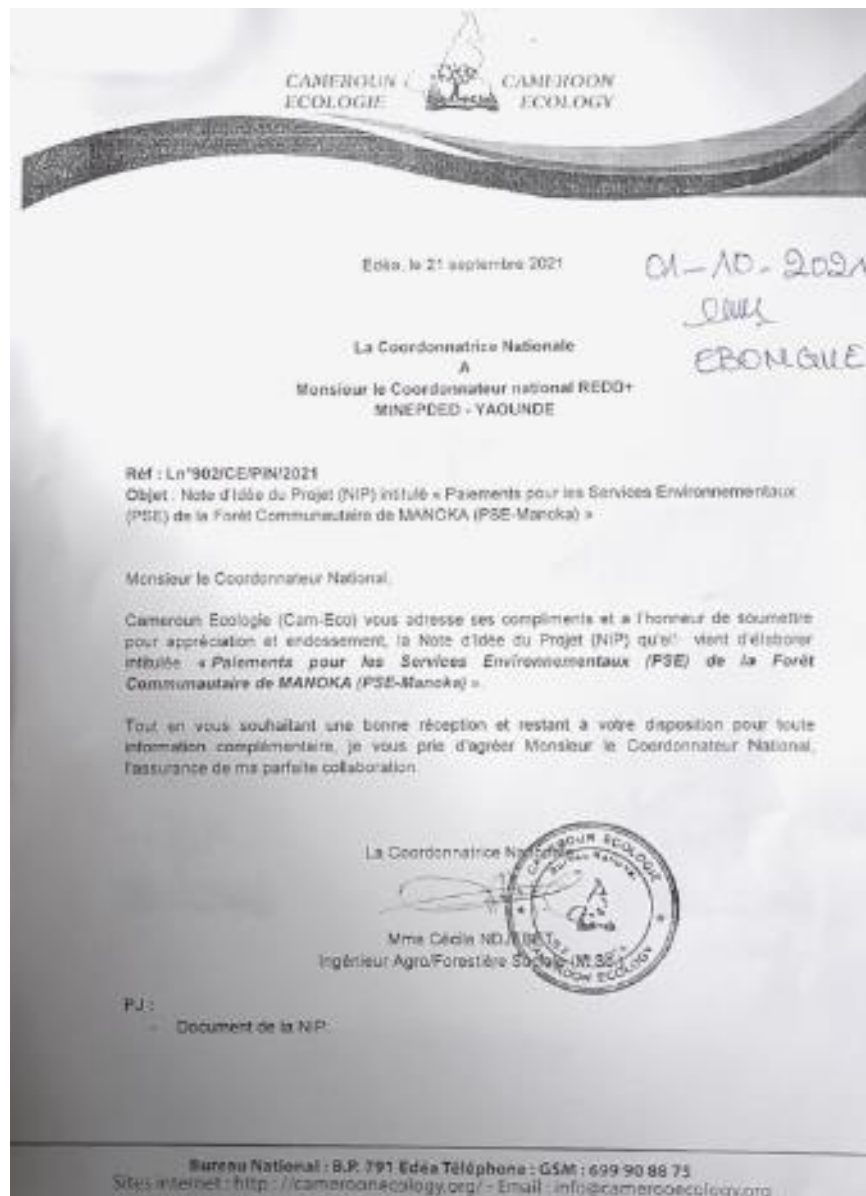 CAMEROUN CAMEROON
ECOLOGIE ECOLOGY
Edéa, le 21 septembre 2021
01-10-2021
EBONGUE
La Coordonnatrice Nationale
A
Monsieur le Coordonnateur national REDD+
MINEPDED - YAOUNDE
Réf : Ln°902/CE/PIN/2021
Objet : Note d'Idée du Projet (NIP) intitulé « Paiements pour les Services Environnementaux
(PSE) de la Forêt Communautaire de MANOKA (PSE-Manoka) »
Monsieur le Coordonnateur National,
Cameroun Ecologie (Cam-Eco) vous adresse ses compliments et a l'honneur de soumettre
pour appréciation et endossement, la Note d'Idée du Projet (NIP) qu'ell vient d'élaborer
intitulée « Paiements pour les Services Environnementaux (PSE) de la Forêt
Communautaire de MANOKA (PSE-Manoka) ».
Tout en vous souhaitant une bonne réception et restant à votre disposition pour toute
information complémentaire, je vous prie d'agréer Monsieur le Coordonnateur National,
l'assurance de ma parfaite collaboration.
La Coordonnatrice Nationale
CAMEROUN ECOLOGIE
Bureau National
CAMEROON ECOLOGY
Mme Cécile
Ingénieur Agro/Forestière Sociale
PJ :
- Document de la NIP.
Bureau National : B.P. 791 Edéa Téléphone : GSM : 699 90 88 75
Sites internet : http : //cameroonecology.org/ - Email : info@cameroonecology.org